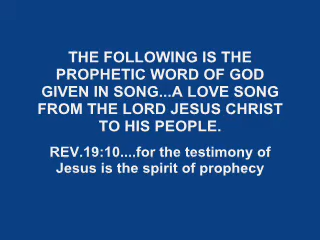 THE FOLLOWING IS THE
PROPHETIC WORD OF GOD
GIVEN IN SONG...A LOVE SONG
FROM THE LORD JESUS CHRIST
TO HIS PEOPLE.
REV.19:10....for the testimony of
Jesus is the spirit of prophecy